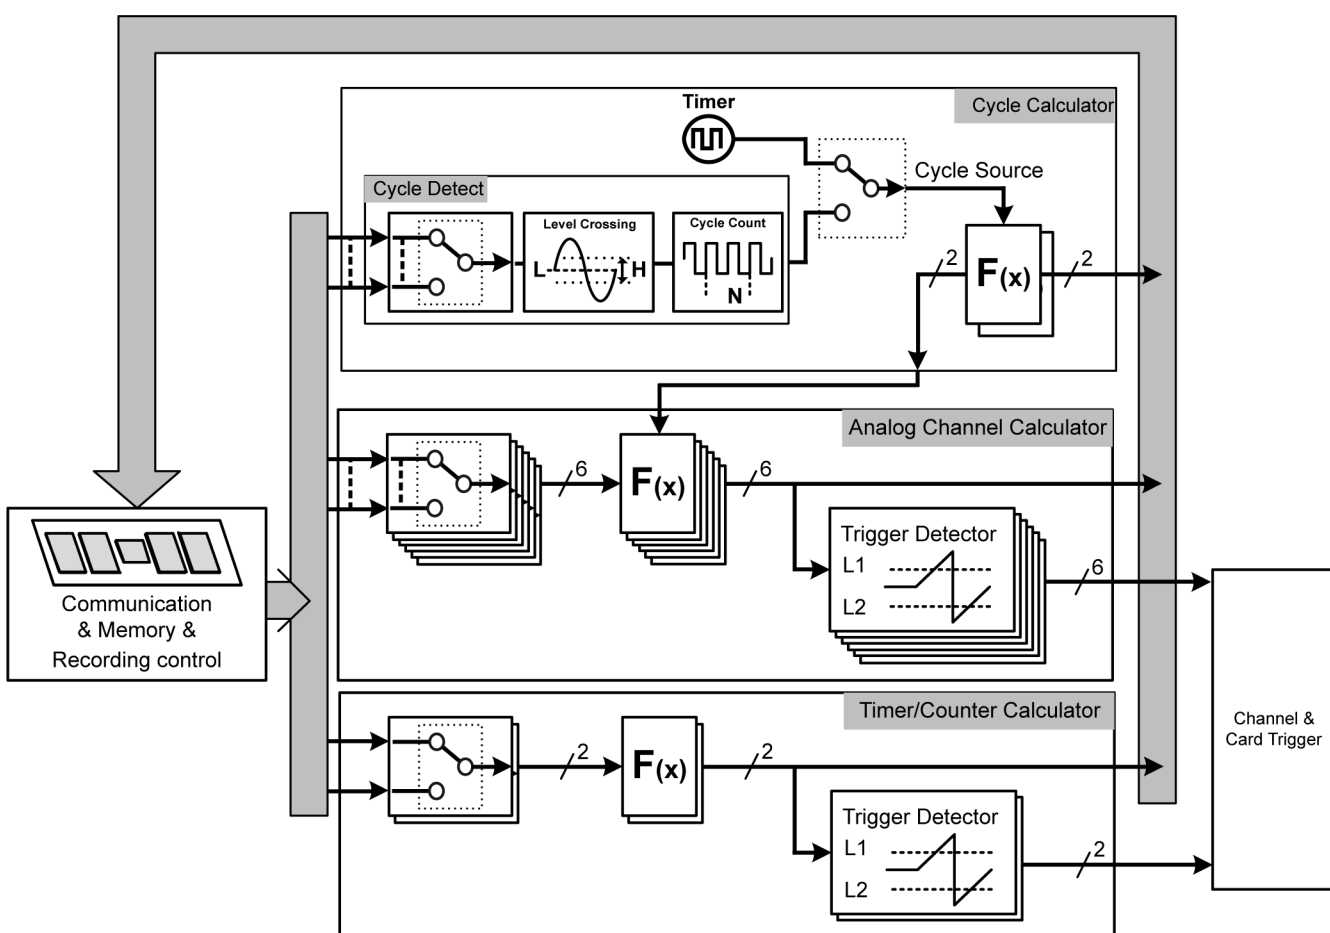 Timer
Cycle Calculator
Cycle Detect
Cycle Source
Level Crossing
Cycle Count
L
H
N
F(x)
2
2
Analog Channel Calculator
6
F(x)
6
Trigger Detector
L1
L2
6
Communication
& Memory &
Recording control
Timer/Counter Calculator
2
F(x)
2
Trigger Detector
L1
L2
2
Channel &
Card Trigger